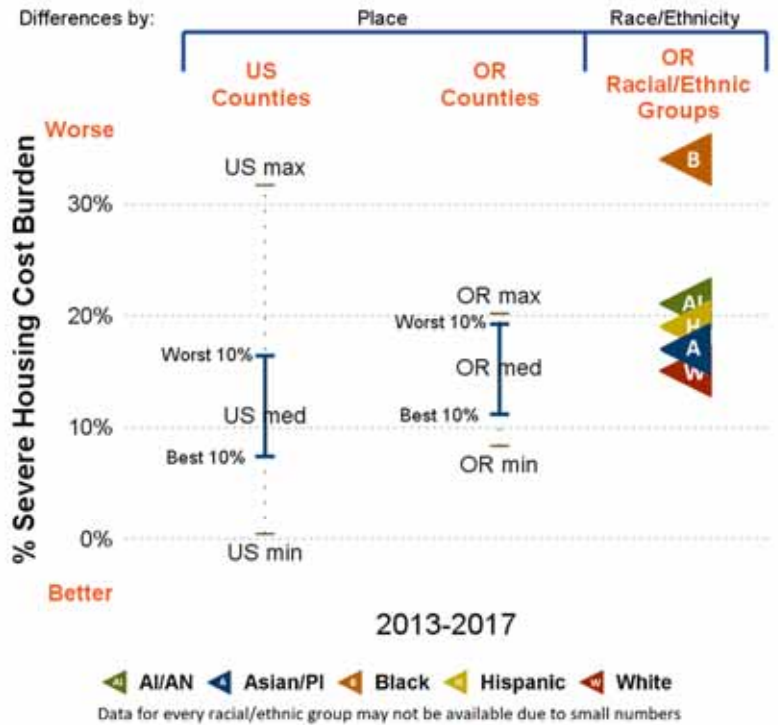 Differences by:
Place
Race/Ethnicity
US
Counties
OR
Counties
OR
Racial/Ethnic
Groups
% Severe Housing Cost Burden
Worse
US max
30%
OR max
20%
Worst 10%
Worst 10%
OR med
US med
10%
Best 10%
Best 10%
OR min
0%
US min
Better
B
AI
H
A
W
2013-2017
AI/AN
Asian/PI
Black
Hispanic
White
Data for every racial/ethnic group may not be available due to small numbers